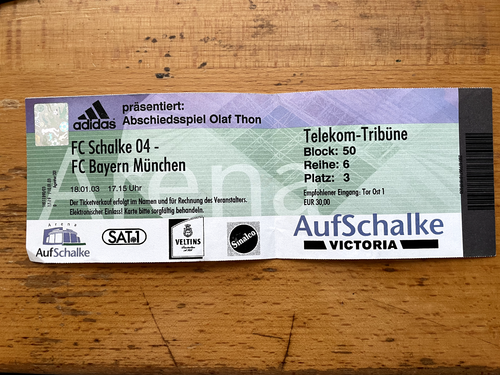 adidas
präsentiert:
Abschiedsspiel Olaf Thon
FC Schalke 04 -
FC Bayern München
18.01.03 17.15 Uhr
Der Ticketverkauf erfolgt im Namen und für Rechnung des Veranstalters.
Elektronischer Einlass! Karte bitte sorgfältig behandeln.
Telekom-Tribüne
Block: 50
Reihe: 6
Platz: 3
Empfohlener Eingang: Tor Ost 1
EUR 30,00
Arena
Arena
AufSchalke
SAT.1
VELTINS
Sinalco
AufSchalke
VICTORIA